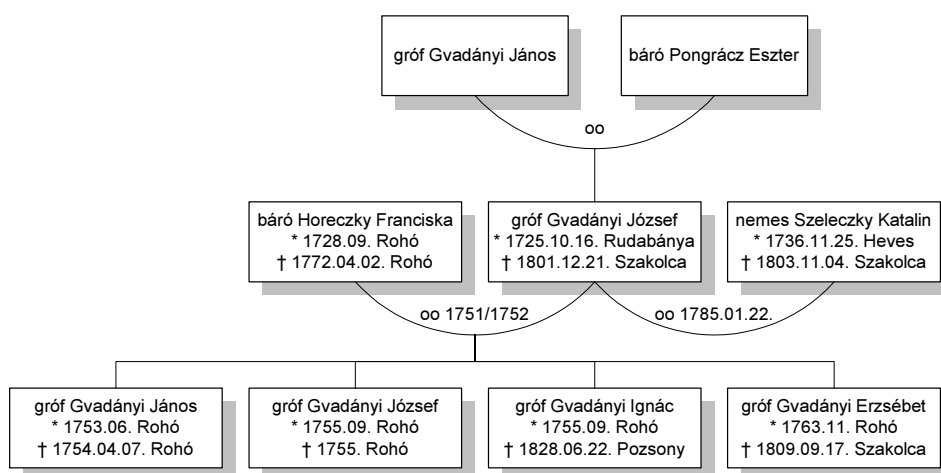 gróf Gvadányi János
báró Pongrácz Eszter
oo
báró Horeczky Franciska
* 1728.09. Rohó
† 1772.04.02. Rohó
gróf Gvadányi József
* 1725.10.16. Rudabánya
† 1801.12.21. Szakolca
nemes Szeleczky Katalin
* 1736.11.25. Heves
† 1803.11.04. Szakolca
oo 1751/1752
oo 1785.01.22.
gróf Gvadányi János
* 1753.06. Rohó
† 1754.04.07. Rohó
gróf Gvadányi József
* 1755.09. Rohó
† 1755. Rohó
gróf Gvadányi Ignác
* 1755.09. Rohó
† 1828.06.22. Pozsony
gróf Gvadányi Erzsébet
* 1763.11. Rohó
† 1809.09.17. Szakolca